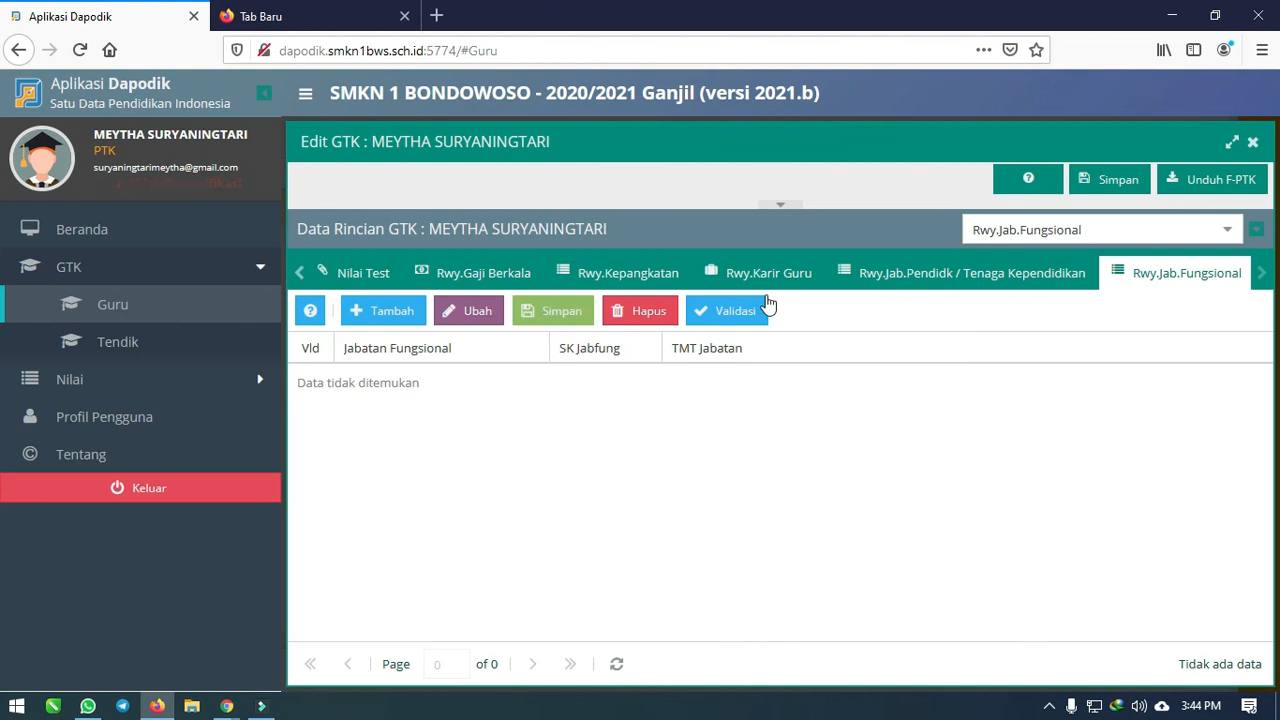 Aplikasi Dapodik
Tab Baru
dapodik.smkn1bws.sch.id:5774/#Guru
Aplikasi Dapodik
Satu Data Pendidikan Indonesia
SMKN 1 BONDOWOSO - 2020/2021 Ganjil (versi 2021.b)
MEYTHA SURYANINGTARI
PTK
suryaningtarimeytha@gmail.com
Edit GTK : MEYTHA SURYANINGTARI
Simpan
Unduh F-PTK
Data Rincian GTK : MEYTHA SURYANINGTARI
Rwy.Jab.Fungsional
Nilai Test
Rwy.Gaji Berkala
Rwy.Kepangkatan
Rwy.Karir Guru
Rwy.Jab.Pendidk / Tenaga Kependidikan
Rwy.Jab.Fungsional
Tambah
Ubah
Simpan
Hapus
Validasi
Vld
Jabatan Fungsional
SK Jabfung
TMT Jabatan
Data tidak ditemukan
Beranda
GTK
Guru
Tendik
Nilai
Profil Pengguna
Tentang
Keluar
Page
0
of 0
Tidak ada data
3:44 PM